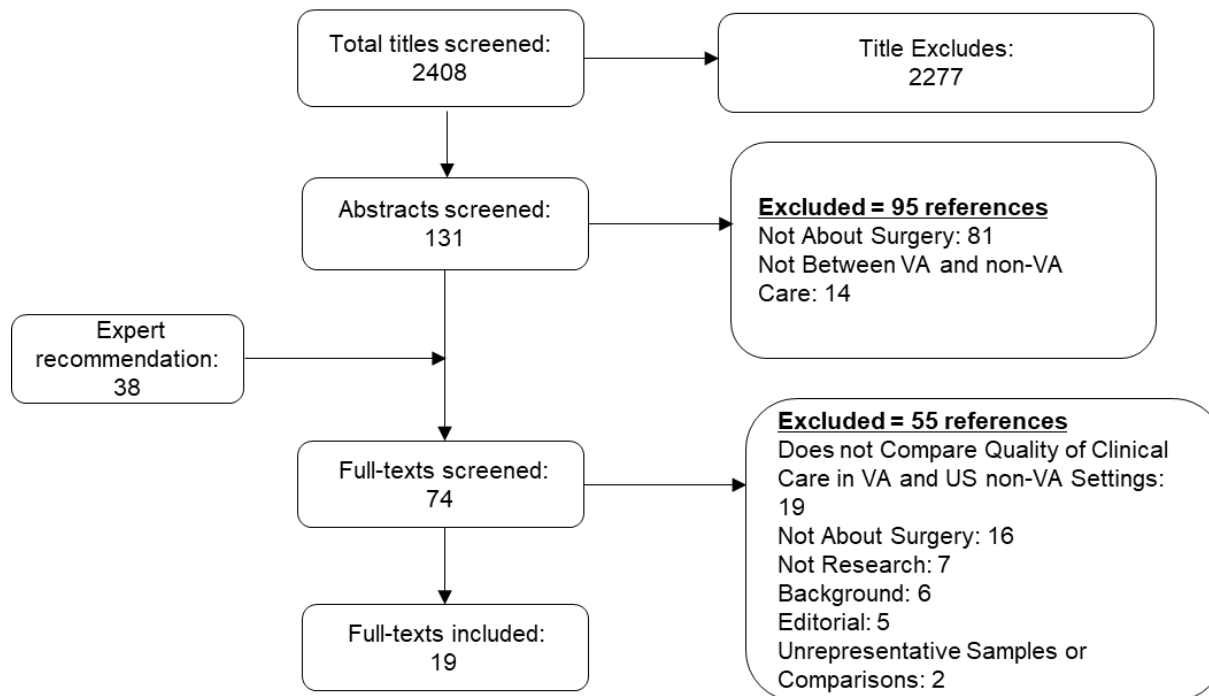 Total titles screened:
2408
Title Excludes:
2277
Abstracts screened:
131
Excluded = 95 references
Not About Surgery: 81
Not Between VA and non-VA
Care: 14
Expert
recommendation:
38
Full-texts screened:
74
Excluded = 55 references
Does not Compare Quality of Clinical
Care in VA and US non-VA Settings:
19
Not About Surgery: 16
Not Research: 7
Background: 6
Editorial: 5
Unrepresentative Samples or
Comparisons: 2
Full-texts included:
19